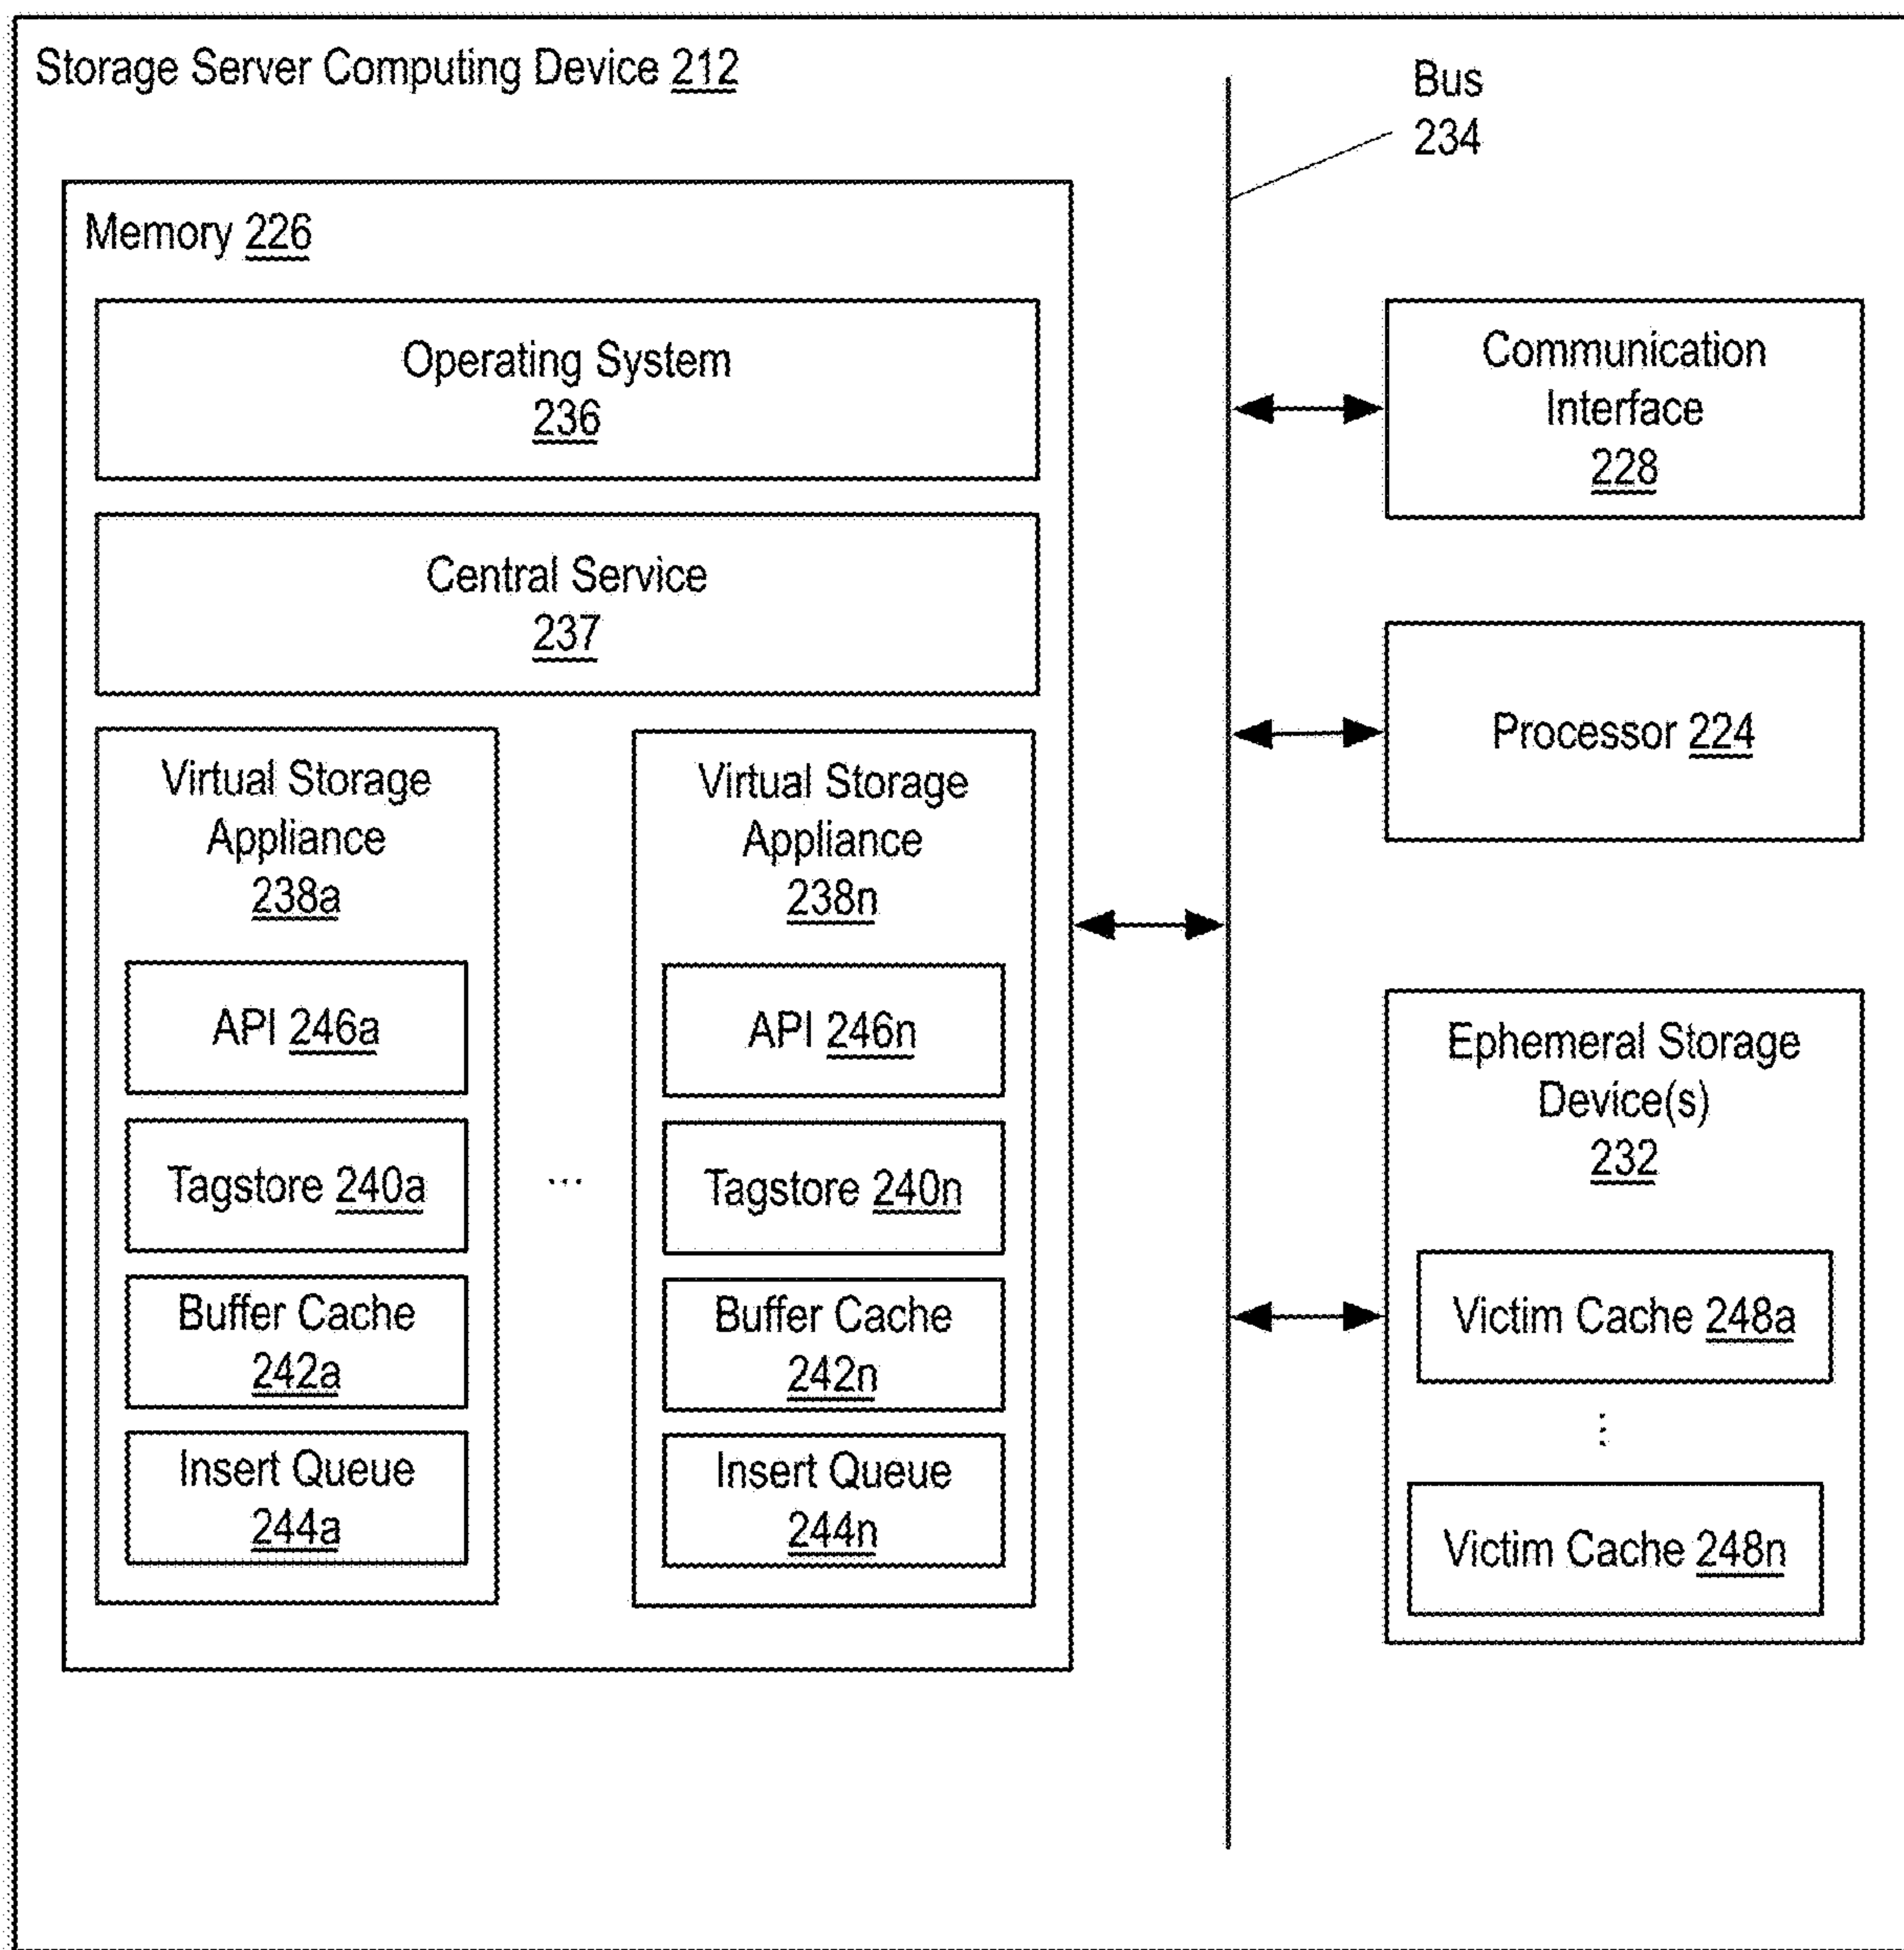 Storage Server Computing Device 212
Bus
234
Memory 226
Operating System
236
Central Service
237
Virtual Storage
Appliance
238a
API 246a
Tagstore 240a
Buffer Cache
242a
Insert Queue
244a
...
Virtual Storage
Appliance
238n
API 246n
Tagstore 240n
Buffer Cache
242n
Insert Queue
244n
Communication
Interface
228
Processor 224
Ephemeral Storage
Device(s)
232
Victim Cache 248a
...
Victim Cache 248n